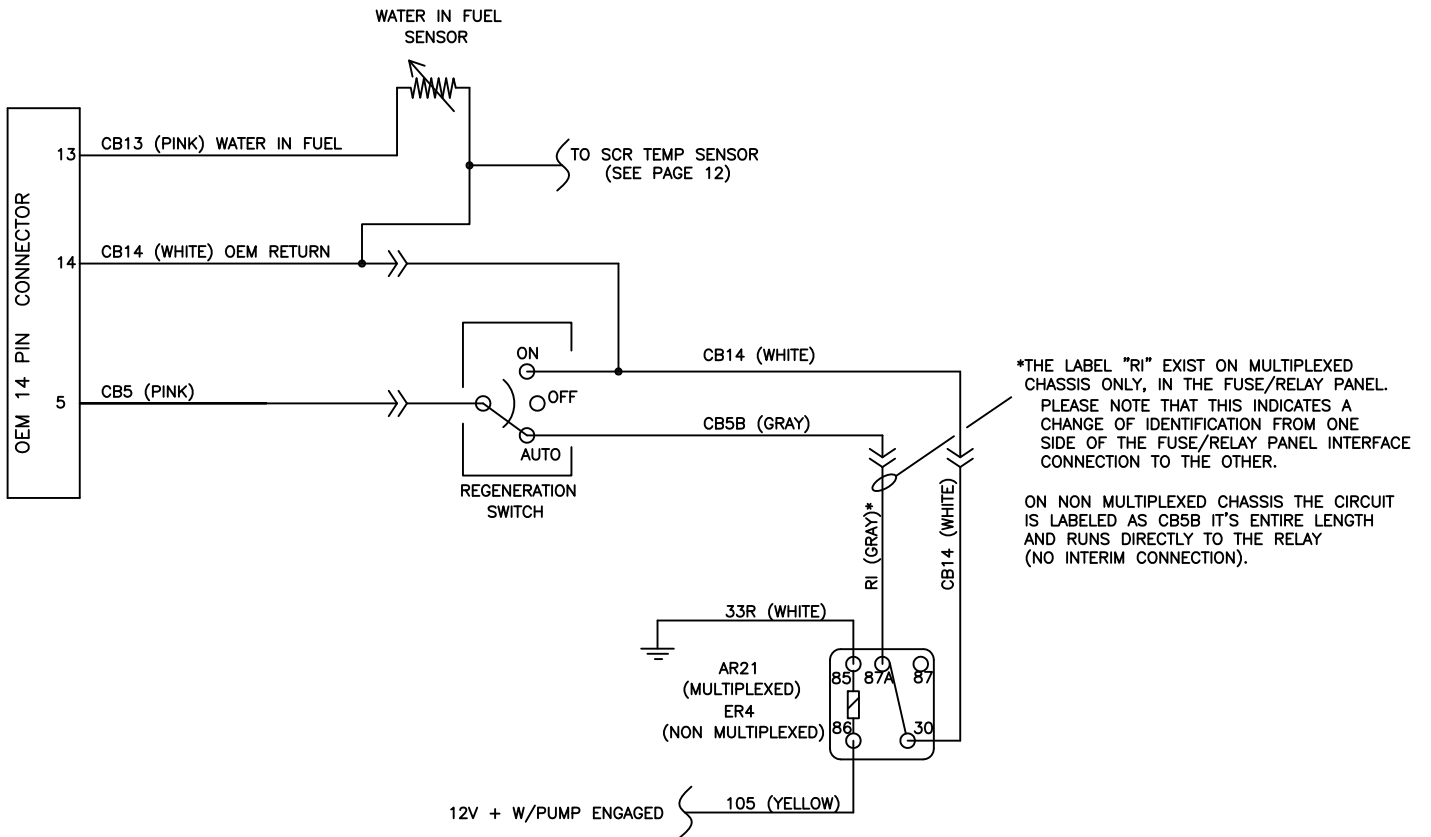 WATER IN FUEL
SENSOR
OEM 14 PIN CONNECTOR
13
CB13 (PINK) WATER IN FUEL
TO SCR TEMP SENSOR
(SEE PAGE 12)
14
CB14 (WHITE) OEM RETURN
5
CB5 (PINK)
ON
OFF
AUTO
REGENERATION
SWITCH
CB14 (WHITE)
CB5B (GRAY)
*THE LABEL "RI" EXIST ON MULTIPLEXED
CHASSIS ONLY, IN THE FUSE/RELAY PANEL.
PLEASE NOTE THAT THIS INDICATES A
CHANGE OF IDENTIFICATION FROM ONE
SIDE OF THE FUSE/RELAY PANEL INTERFACE
CONNECTION TO THE OTHER.
ON NON MULTIPLEXED CHASSIS THE CIRCUIT
IS LABELED AS CB5B IT'S ENTIRE LENGTH
AND RUNS DIRECTLY TO THE RELAY
(NO INTERIM CONNECTION).
RI (GRAY)*
CB14 (WHITE)
33R (WHITE)
AR21
(MULTIPLEXED)
ER4
(NON MULTIPLEXED)
85
87A
87
86
30
12V + W/PUMP ENGAGED
105 (YELLOW)